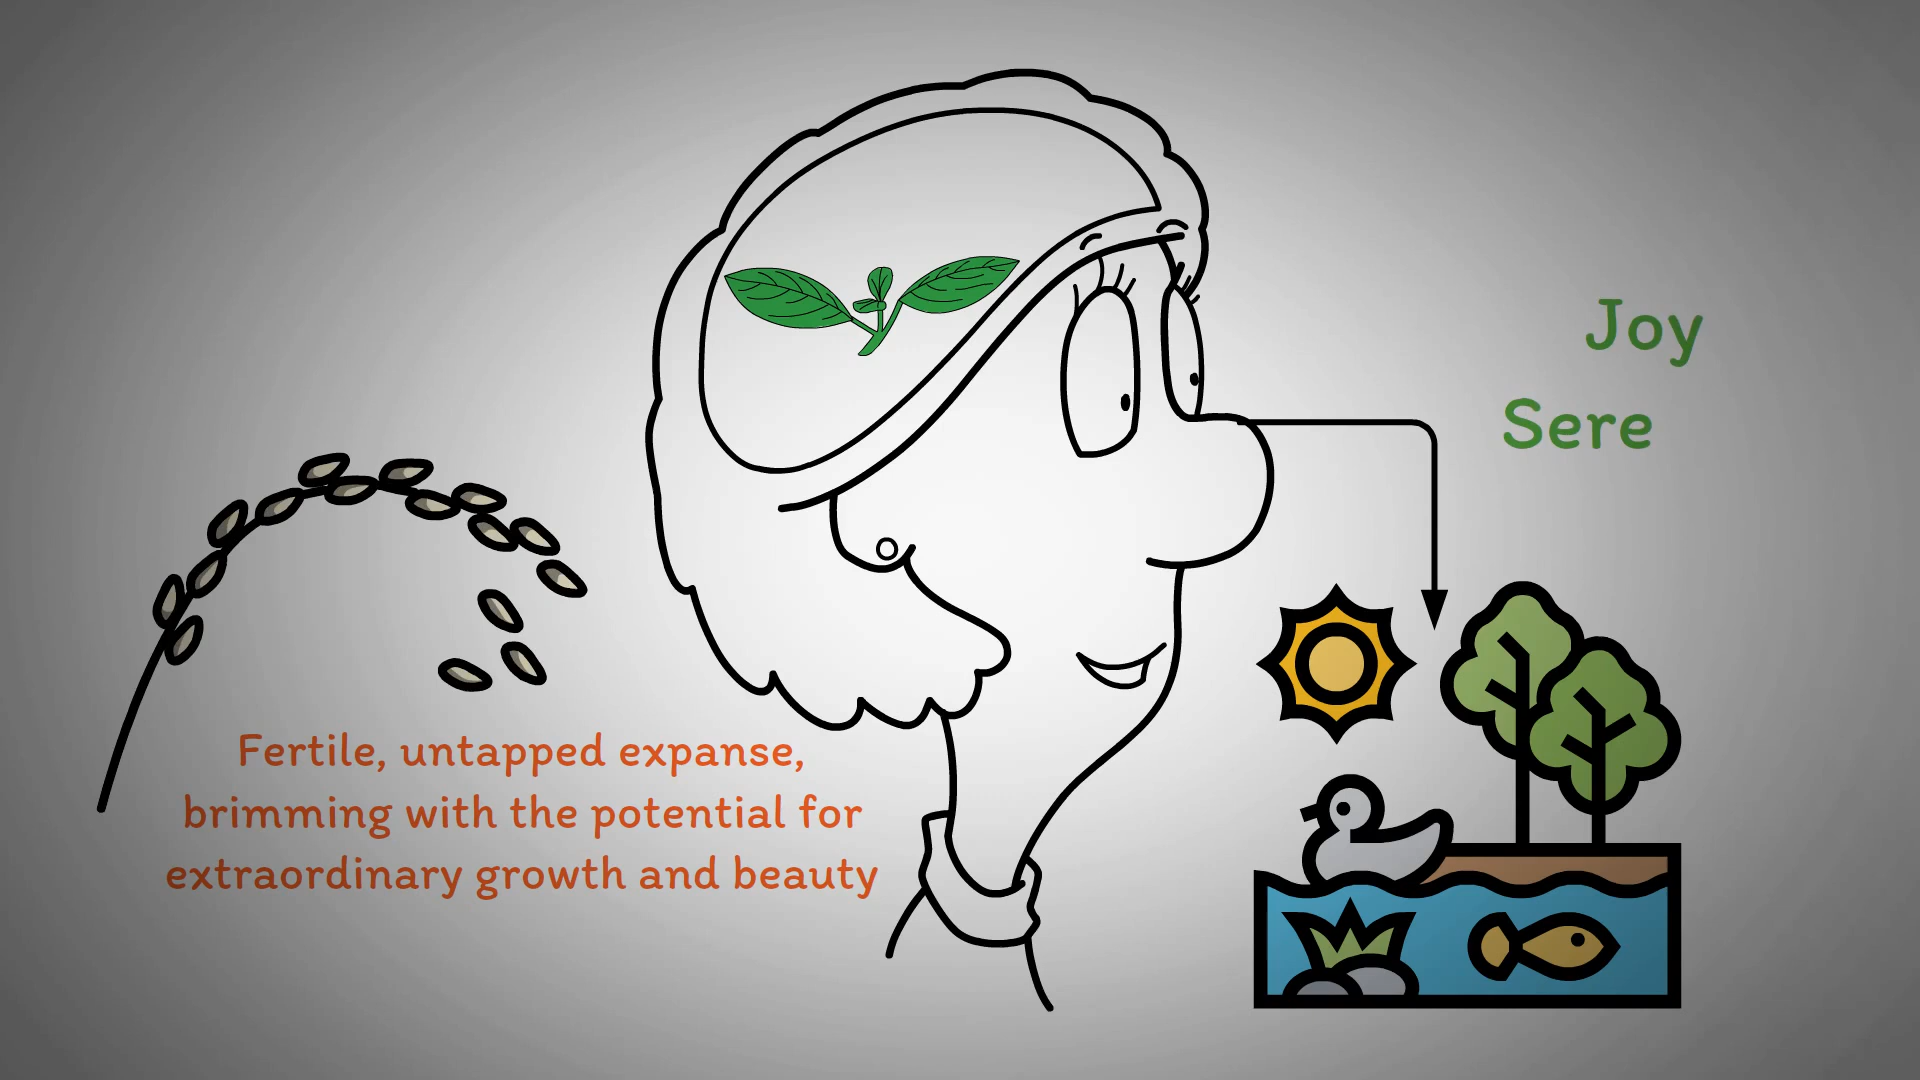 Joy
Sere
Fertile, untapped expanse,
brimming with the potential for
extraordinary growth and beauty